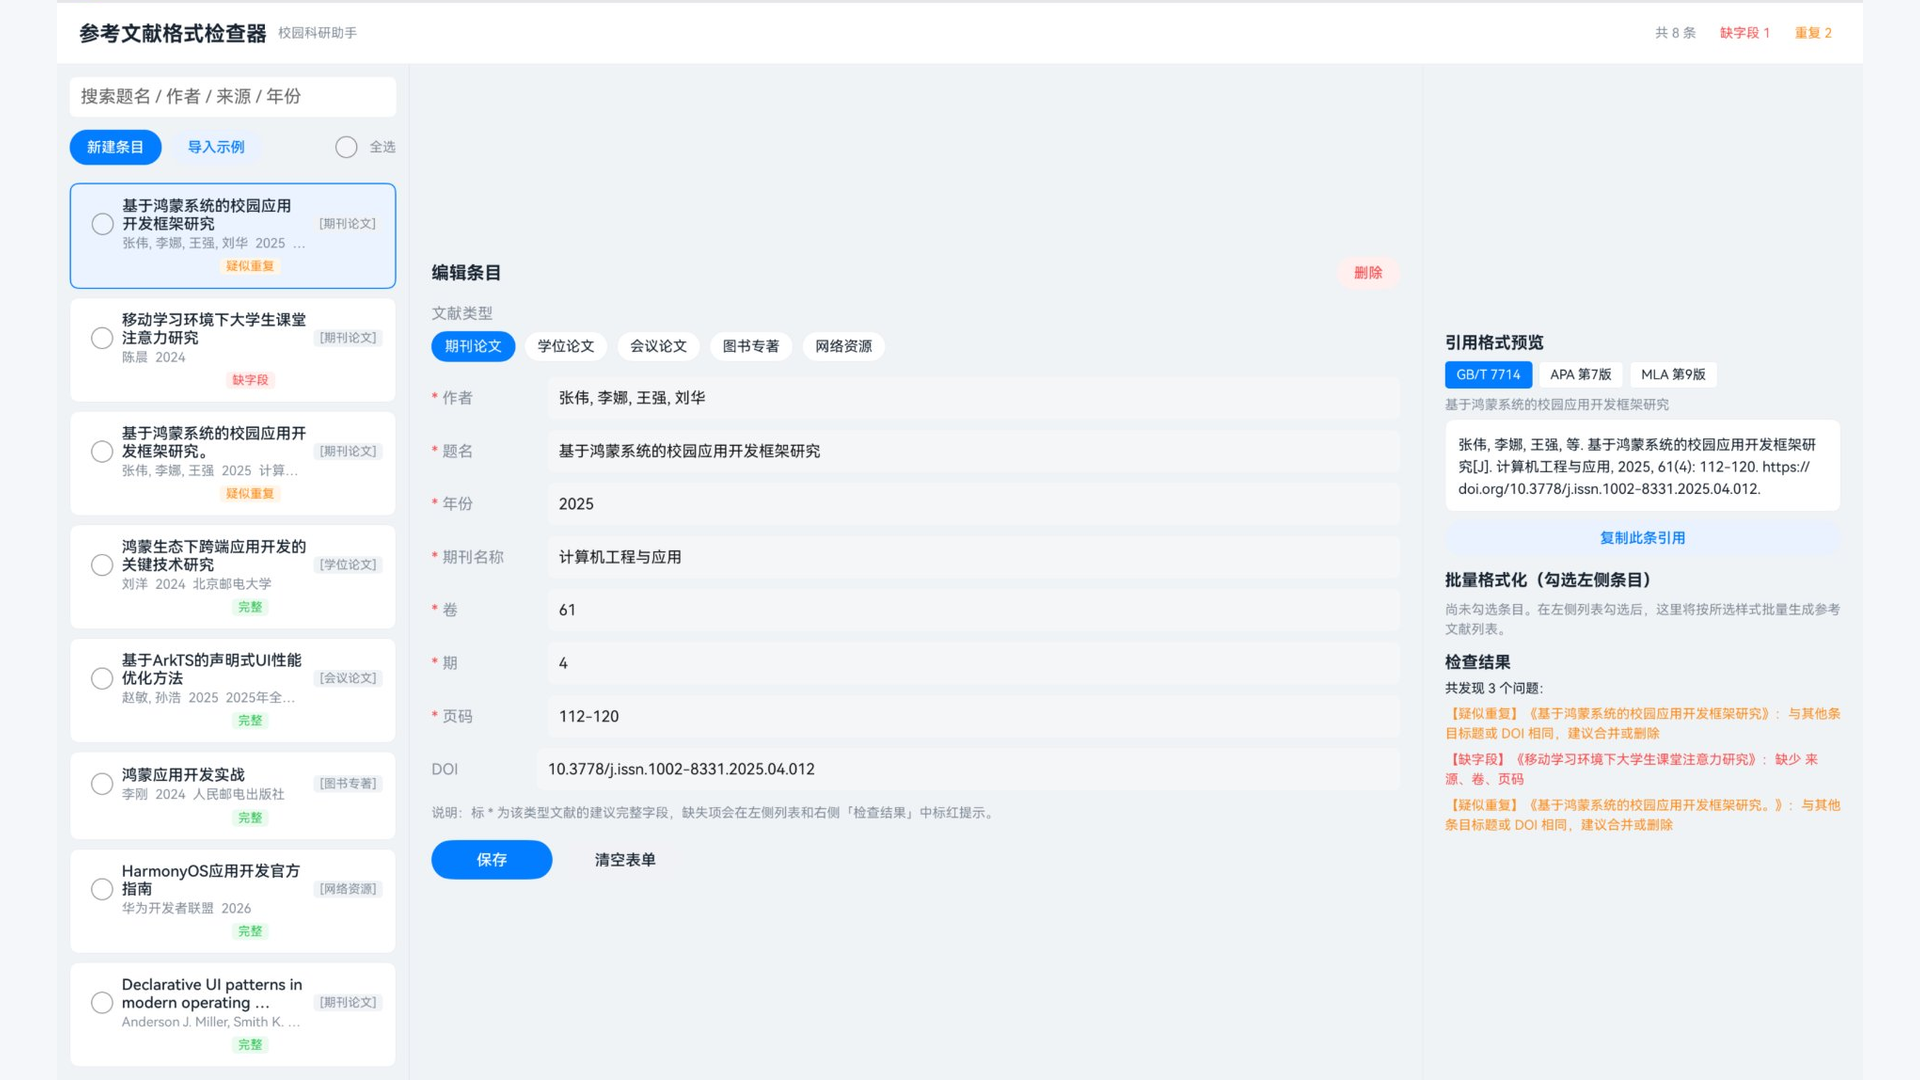 参考文献格式检查器 校园科研助手
共 8 条 缺字段 1 重复 2
搜索题名 / 作者 / 来源 / 年份
新建条目 导入示例 全选
基于鸿蒙系统的校园应用
开发框架研究
[期刊论文]
张伟, 李娜, 王强, 刘华 2025 ...
疑似重复
移动学习环境下大学生课堂
注意力研究
[期刊论文]
陈晨 2024
缺字段
基于鸿蒙系统的校园应用开
发框架研究。
[期刊论文]
张伟, 李娜, 王强 2025 计算...
疑似重复
鸿蒙生态下跨端应用开发的
关键技术研究
[学位论文]
刘洋 2024 北京邮电大学
完整
基于ArkTS的声明式UI性能
优化方法
[会议论文]
赵敏, 孙浩 2025 2025年全...
完整
鸿蒙应用开发实战
[图书专著]
李刚 2024 人民邮电出版社
完整
HarmonyOS应用开发官方
指南
[网络资源]
华为开发者联盟 2026
完整
Declarative UI patterns in
modern operating ...
[期刊论文]
Anderson J. Miller, Smith K. ...
完整
编辑条目 删除
文献类型
期刊论文 学位论文 会议论文 图书专著 网络资源
* 作者 张伟, 李娜, 王强, 刘华
* 题名 基于鸿蒙系统的校园应用开发框架研究
* 年份 2025
* 期刊名称 计算机工程与应用
* 卷 61
* 期 4
* 页码 112-120
DOI 10.3778/j.issn.1002-8331.2025.04.012
说明：标 * 为该类型文献的建议完整字段，缺失项会在左侧列表和右侧「检查结果」中标红提示。
保存 清空表单
引用格式预览
GB/T 7714 APA 第7版 MLA 第9版
基于鸿蒙系统的校园应用开发框架研究
张伟, 李娜, 王强, 等. 基于鸿蒙系统的校园应用开发框架研
究[J]. 计算机工程与应用, 2025, 61(4): 112-120. https://
doi.org/10.3778/j.issn.1002-8331.2025.04.012.
复制此条引用
批量格式化（勾选左侧条目）
尚未勾选条目。在左侧列表勾选后，这里将按所选样式批量生成参考
文献列表。
检查结果
共发现 3 个问题：
【疑似重复】《基于鸿蒙系统的校园应用开发框架研究》：与其他条
目标题或 DOI 相同，建议合并或删除
【缺字段】《移动学习环境下大学生课堂注意力研究》：缺少 来
源、卷、页码
【疑似重复】《基于鸿蒙系统的校园应用开发框架研究。》：与其他
条目标题或 DOI 相同，建议合并或删除